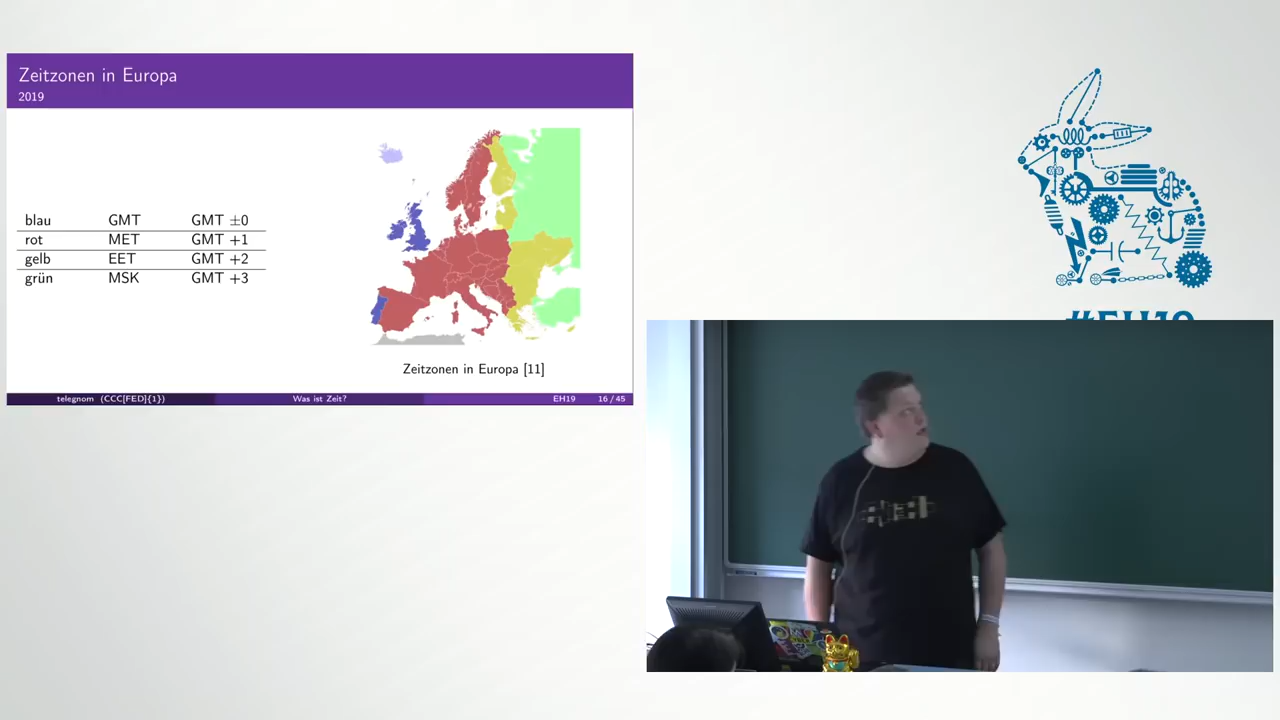 Zeitzonen in Europa
2019
blau GMT GMT ±0
rot MET GMT +1
gelb EET GMT +2
grün MSK GMT +3
Zeitzonen in Europa [11]
telegnom (CCC[FED]{1}) Was ist Zeit? EH19 16 / 45
#EH19